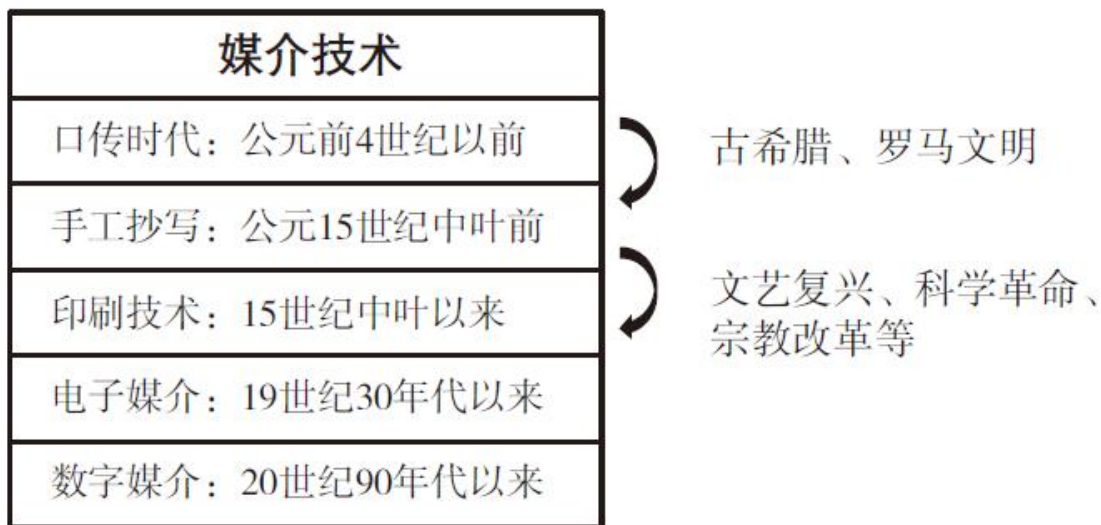 媒介技术
口传时代：公元前4世纪以前
古希腊、罗马文明
手工抄写：公元15世纪中叶前
文艺复兴、科学革命、
宗教改革等
印刷技术：15世纪中叶以来
电子媒介：19世纪30年代以来
数字媒介：20世纪90年代以来